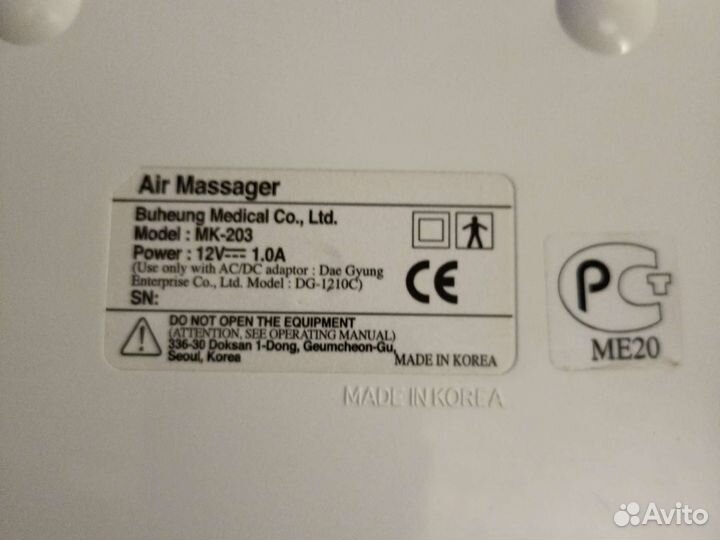 Air Massager
Buheung Medical Co., Ltd.
Model : MK-203
Power : 12V⎓ 1.0A
(Use only with AC/DC adaptor : Dae Gyung
Enterprise Co., Ltd. Model : DG-1210C)
SN:
CE
DO NOT OPEN THE EQUIPMENT
(ATTENTION, SEE OPERATING MANUAL)
336-30 Doksan 1-Dong, Geumcheon-Gu,
Seoul, Korea
MADE IN KOREA
РСТ
ME20
MADE IN KOREA
Avito